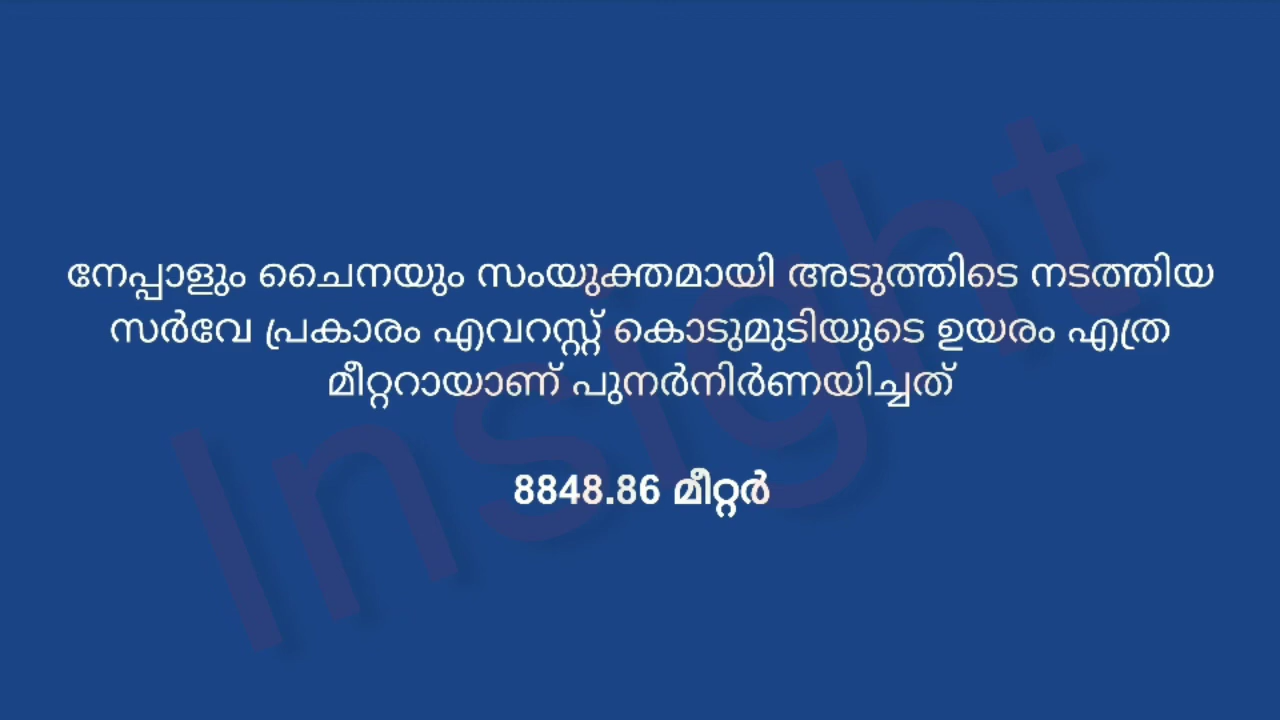 നേപ്പാളും ചൈനയും സംയുക്തമായി അടുത്തിടെ നടത്തിയ
സർവേ പ്രകാരം എവറസ്റ്റ് കൊടുമുടിയുടെ ഉയരം എത്ര
മീറ്ററായാണ് പുനർനിർണയിച്ചത്
8848.86 മീറ്റർ
Insight